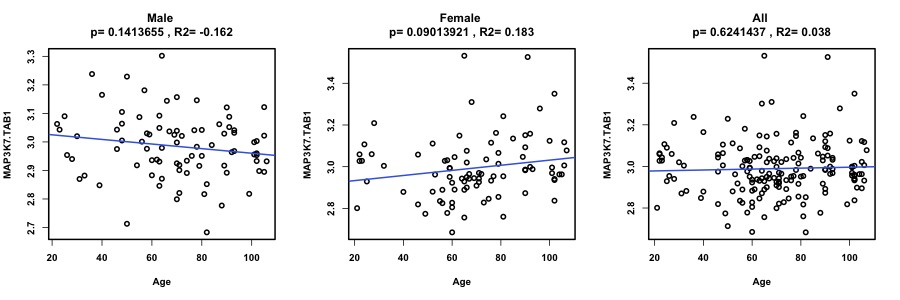 Male
p= 0.1413655 , R2= -0.162
MAP3K7.TAB1
3.3
3.2
3.1
3.0
2.9
2.8
2.7
20 40 60 80 100
Age
Female
p= 0.09013921 , R2= 0.183
MAP3K7.TAB1
3.4
3.2
3.0
2.8
20 40 60 80 100
Age
All
p= 0.6241437 , R2= 0.038
MAP3K7.TAB1
3.4
3.2
3.0
2.8
20 40 60 80 100
Age